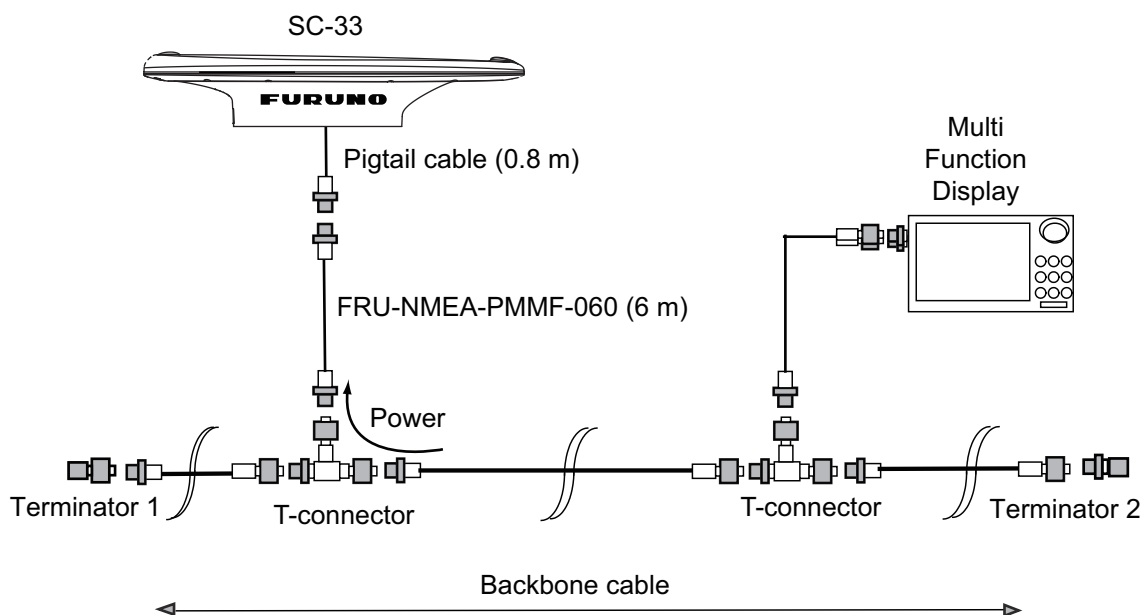 SC-33
FURUNO
Pigtail cable (0.8 m)
Multi
Function
Display
FRU-NMEA-PMMF-060 (6 m)
Power
Terminator 1
T-connector
T-connector
Terminator 2
Backbone cable